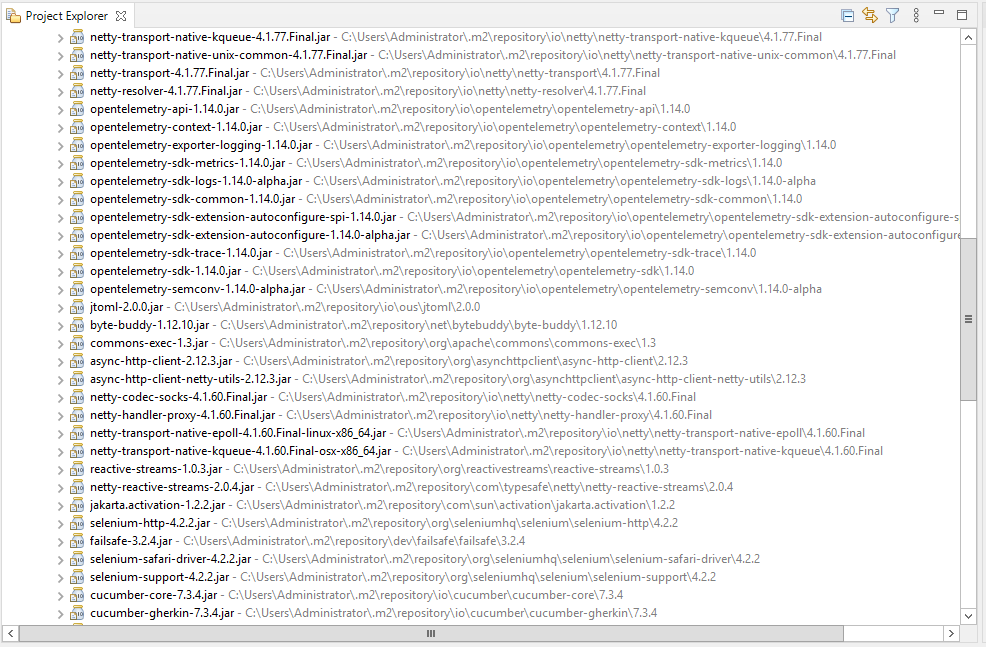 Project Explorer
netty-transport-native-kqueue-4.1.77.Final.jar - C:\Users\Administrator\.m2\repository\io\netty\netty-transport-native-kqueue\4.1.77.Final
netty-transport-native-unix-common-4.1.77.Final.jar - C:\Users\Administrator\.m2\repository\io\netty\netty-transport-native-unix-common\4.1.77.Final
netty-transport-4.1.77.Final.jar - C:\Users\Administrator\.m2\repository\io\netty\netty-transport\4.1.77.Final
netty-resolver-4.1.77.Final.jar - C:\Users\Administrator\.m2\repository\io\netty\netty-resolver\4.1.77.Final
opentelemetry-api-1.14.0.jar - C:\Users\Administrator\.m2\repository\io\opentelemetry\opentelemetry-api\1.14.0
opentelemetry-context-1.14.0.jar - C:\Users\Administrator\.m2\repository\io\opentelemetry\opentelemetry-context\1.14.0
opentelemetry-exporter-logging-1.14.0.jar - C:\Users\Administrator\.m2\repository\io\opentelemetry\opentelemetry-exporter-logging\1.14.0
opentelemetry-sdk-metrics-1.14.0.jar - C:\Users\Administrator\.m2\repository\io\opentelemetry\opentelemetry-sdk-metrics\1.14.0
opentelemetry-sdk-logs-1.14.0-alpha.jar - C:\Users\Administrator\.m2\repository\io\opentelemetry\opentelemetry-sdk-logs\1.14.0-alpha
opentelemetry-sdk-common-1.14.0.jar - C:\Users\Administrator\.m2\repository\io\opentelemetry\opentelemetry-sdk-common\1.14.0
opentelemetry-sdk-extension-autoconfigure-spi-1.14.0.jar - C:\Users\Administrator\.m2\repository\io\opentelemetry\opentelemetry-sdk-extension-autoconfigure-s
opentelemetry-sdk-extension-autoconfigure-1.14.0-alpha.jar - C:\Users\Administrator\.m2\repository\io\opentelemetry\opentelemetry-sdk-extension-autoconfigure
opentelemetry-sdk-trace-1.14.0.jar - C:\Users\Administrator\.m2\repository\io\opentelemetry\opentelemetry-sdk-trace\1.14.0
opentelemetry-sdk-1.14.0.jar - C:\Users\Administrator\.m2\repository\io\opentelemetry\opentelemetry-sdk\1.14.0
opentelemetry-semconv-1.14.0-alpha.jar - C:\Users\Administrator\.m2\repository\io\opentelemetry\opentelemetry-semconv\1.14.0-alpha
jtoml-2.0.0.jar - C:\Users\Administrator\.m2\repository\io\ous\jtoml\2.0.0
byte-buddy-1.12.10.jar - C:\Users\Administrator\.m2\repository\net\bytebuddy\byte-buddy\1.12.10
commons-exec-1.3.jar - C:\Users\Administrator\.m2\repository\org\apache\commons\commons-exec\1.3
async-http-client-2.12.3.jar - C:\Users\Administrator\.m2\repository\org\asynchttpclient\async-http-client\2.12.3
async-http-client-netty-utils-2.12.3.jar - C:\Users\Administrator\.m2\repository\org\asynchttpclient\async-http-client-netty-utils\2.12.3
netty-codec-socks-4.1.60.Final.jar - C:\Users\Administrator\.m2\repository\io\netty\netty-codec-socks\4.1.60.Final
netty-handler-proxy-4.1.60.Final.jar - C:\Users\Administrator\.m2\repository\io\netty\netty-handler-proxy\4.1.60.Final
netty-transport-native-epoll-4.1.60.Final-linux-x86_64.jar - C:\Users\Administrator\.m2\repository\io\netty\netty-transport-native-epoll\4.1.60.Final
netty-transport-native-kqueue-4.1.60.Final-osx-x86_64.jar - C:\Users\Administrator\.m2\repository\io\netty\netty-transport-native-kqueue\4.1.60.Final
reactive-streams-1.0.3.jar - C:\Users\Administrator\.m2\repository\org\reactivestreams\reactive-streams\1.0.3
netty-reactive-streams-2.0.4.jar - C:\Users\Administrator\.m2\repository\com\typesafe\netty\netty-reactive-streams\2.0.4
jakarta.activation-1.2.2.jar - C:\Users\Administrator\.m2\repository\com\sun\activation\jakarta.activation\1.2.2
selenium-http-4.2.2.jar - C:\Users\Administrator\.m2\repository\org\seleniumhq\selenium\selenium-http\4.2.2
failsafe-3.2.4.jar - C:\Users\Administrator\.m2\repository\dev\failsafe\failsafe\3.2.4
selenium-safari-driver-4.2.2.jar - C:\Users\Administrator\.m2\repository\org\seleniumhq\selenium\selenium-safari-driver\4.2.2
selenium-support-4.2.2.jar - C:\Users\Administrator\.m2\repository\org\seleniumhq\selenium\selenium-support\4.2.2
cucumber-core-7.3.4.jar - C:\Users\Administrator\.m2\repository\io\cucumber\cucumber-core\7.3.4
cucumber-gherkin-7.3.4.jar - C:\Users\Administrator\.m2\repository\io\cucumber\cucumber-gherkin\7.3.4